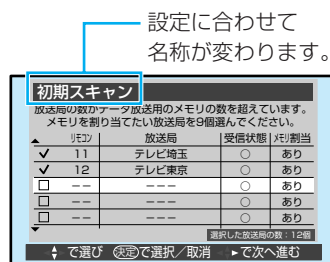 設定に合わせて
名称が変わります。
初期スキャン
放送局の数がデータ放送用のメモリの数を超えています。
メモリを割り当てたい放送局を9個選んでください。
リモコン 放送局 受信状態 メモリ割当
✓ 11 テレビ埼玉 ○ あり
✓ 12 テレビ東京 ○ あり
□ −− −−− ○ あり
□ −− −−− ○ あり
□ −− −−− ○ あり
選択した放送局の数:12個
で選び 決定で選択/取消 ►で次へ進む